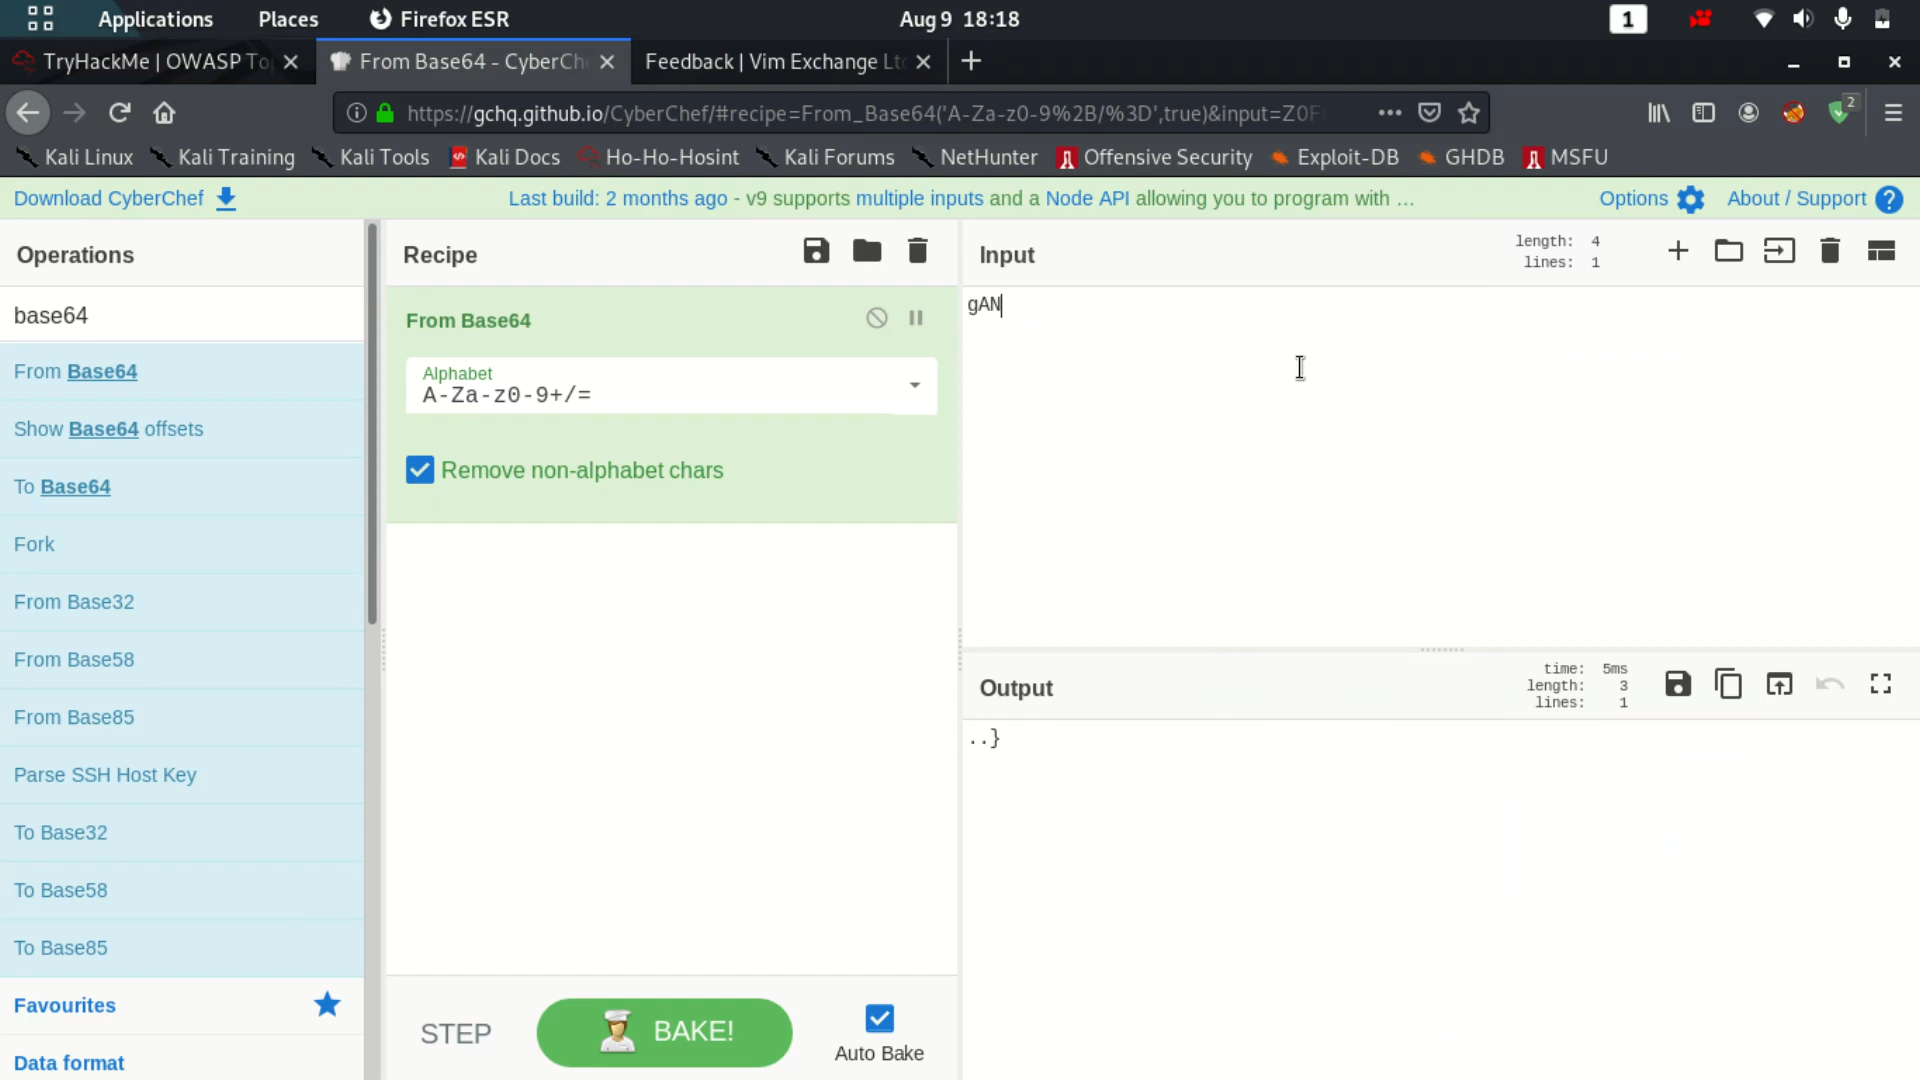 Applications Places Firefox ESR Aug 9 18:18 1
TryHackMe | OWASP To
From Base64 - CyberCh
Feedback | Vim Exchange Ltd
https://gchq.github.io/CyberChef/#recipe=From_Base64('A-Za-z0-9%2B/%3D',true)&input=Z0F
2
Kali Linux Kali Training Kali Tools Kali Docs Ho-Ho-Hosint Kali Forums NetHunter Offensive Security Exploit-DB GHDB MSFU
Download CyberChef
Last build: 2 months ago - v9 supports multiple inputs and a Node API allowing you to program with ...
Options
About / Support ?
Operations
base64
From Base64
Show Base64 offsets
To Base64
Fork
From Base32
From Base58
From Base85
Parse SSH Host Key
To Base32
To Base58
To Base85
Favourites
Data format
Recipe
From Base64
Alphabet
A-Za-z0-9+/=
Remove non-alphabet chars
STEP
BAKE!
Auto Bake
Input
length: 4
lines: 1
gAN
Output
time: 5ms
length: 3
lines: 1
..}